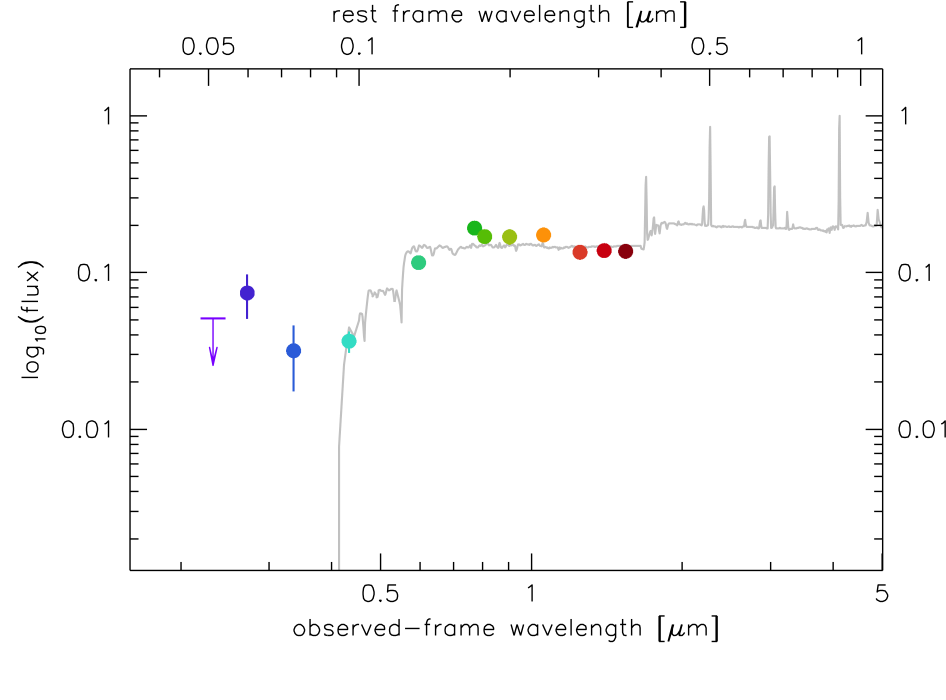 rest frame wavelength [μm]
0.05 0.1 0.5 1
1 1
0.1 0.1
0.01 0.01
log10(flux)
0.5 1 5
observed-frame wavelength [μm]